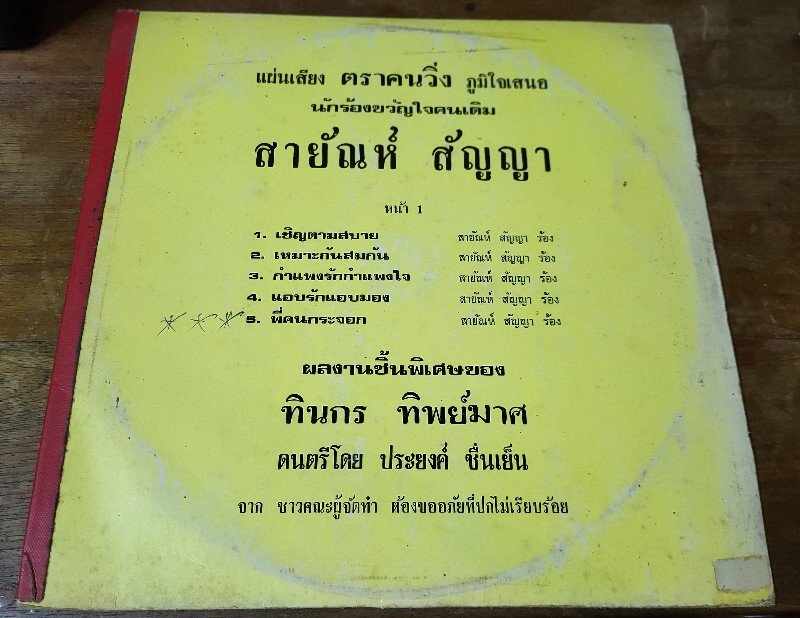 แผ่นเสียง ตราคนวิ่ง ภูมิใจเสนอ
นักร้องขวัญใจคนเดิม
สายัณห์ สัญญา
หน้า 1
1. เชิญตามสบาย สายัณห์ สัญญา ร้อง
2. เหมาะกันสมกัน สายัณห์ สัญญา ร้อง
3. กำแพงรักกำแพงใจ สายัณห์ สัญญา ร้อง
4. แอบรักแอบมอง สายัณห์ สัญญา ร้อง
5. พี่คนกระจอก สายัณห์ สัญญา ร้อง
ผลงานชิ้นพิเศษของ
ทินกร ทิพย์มาศ
ดนตรีโดย ประยงค์ ชื่นเย็น
จาก ชาวคณะผู้จัดทำ ต้องขออภัยที่ปกไม่เรียบร้อย